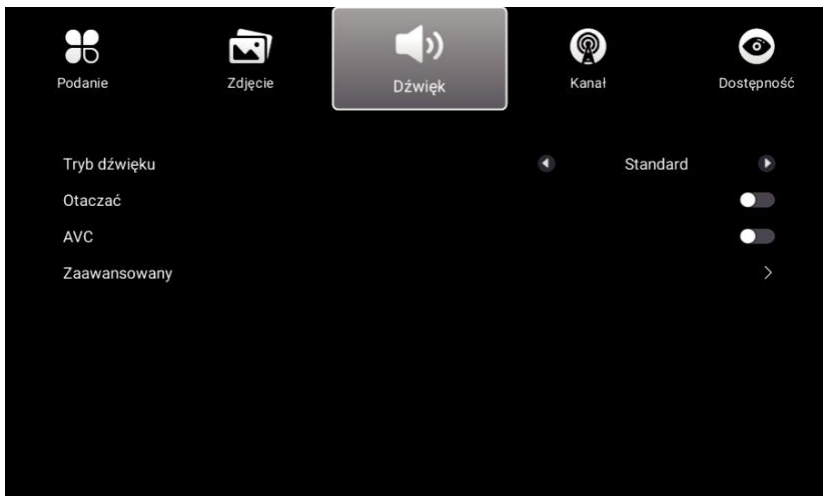 Podanie
Zdjęcie
Dźwięk
Kanał
Dostępność
Tryb dźwięku
Standard
Otaczać
AVC
Zaawansowany